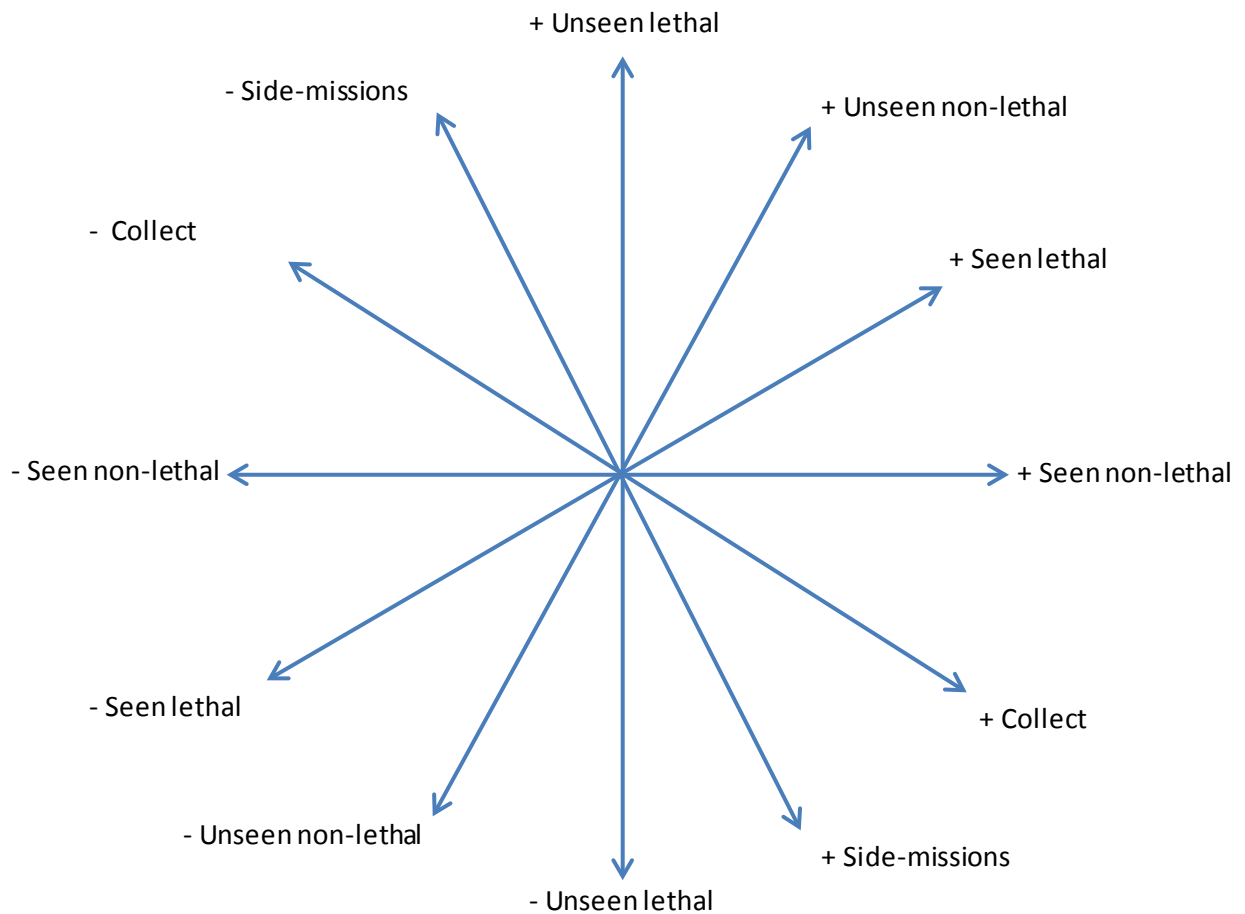 + Unseen lethal
- Side-missions
+ Unseen non-lethal
- Collect
+ Seen lethal
- Seen non-lethal
+ Seen non-lethal
- Seen lethal
+ Collect
- Unseen non-lethal
+ Side-missions
- Unseen lethal